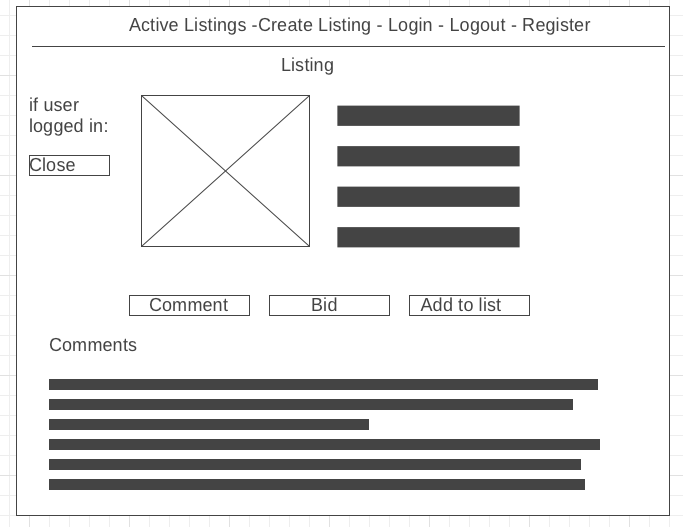 Active Listings -Create Listing - Login - Logout - Register
Listing
if user
logged in:
Close
Comment
Bid
Add to list
Comments